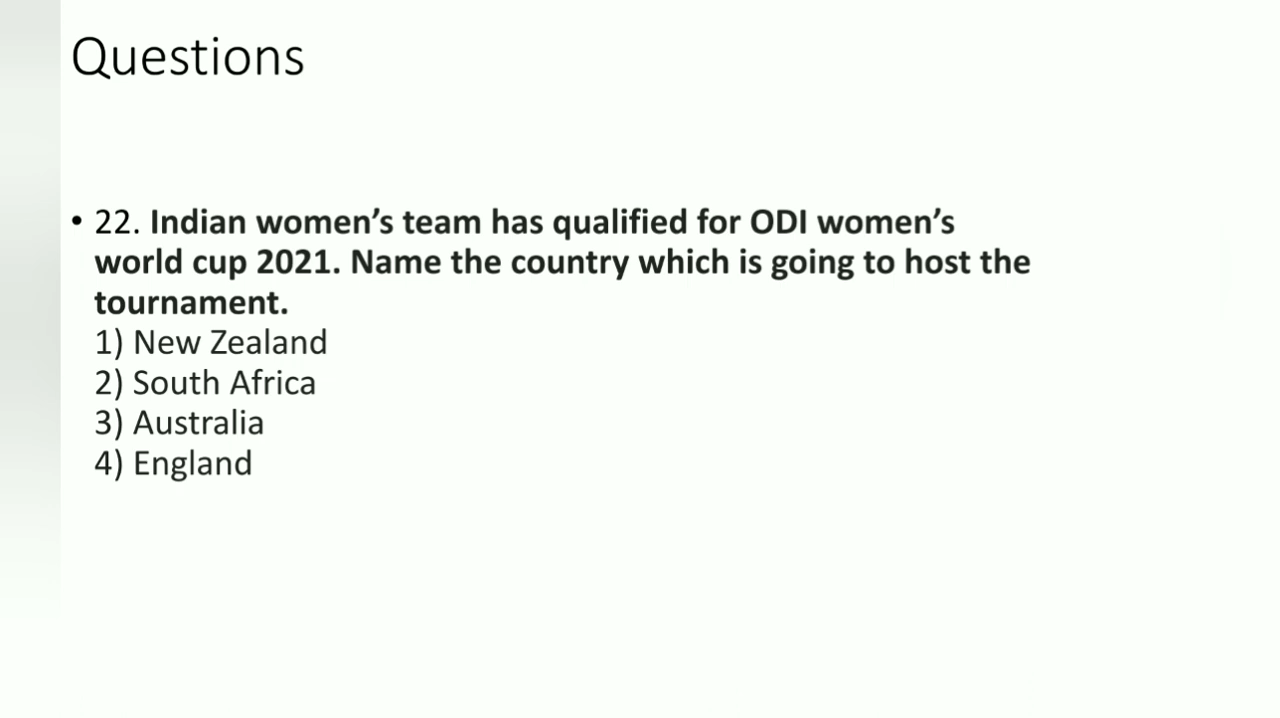 Questions
• 22. Indian women’s team has qualified for ODI women’s
world cup 2021. Name the country which is going to host the
tournament.
1) New Zealand
2) South Africa
3) Australia
4) England